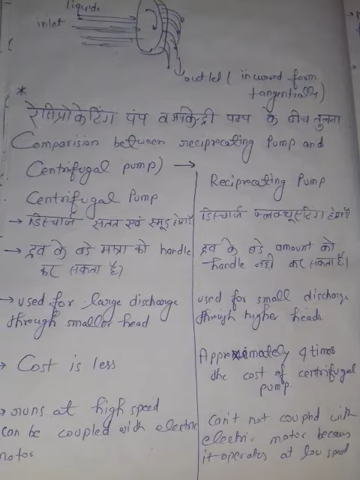 liquids
inlet
outlet ( inward form
tangentially)
*
रेसीप्रोकेटिंग पंप व सेंट्रीफ्यूगल पम्प के बीच तुलना
Comparision between reciprocating Pump and
Centrifugal pump) →
Centrifugal Pump
Reciprocating Pump
→ डिस्चार्ज सतत एवं स्मूद होगा
डिस्चार्ज फ्लक्चूएटिंग होगा
→ द्रव के बडे मात्रा को handle
कर सकता है।
द्रव के बडे amount को
handle नही कर सकता है।
→ used for large discharge
through smaller head
used for small discharge
through higher heads
→ Cost is less
Approximately 4 times
the cost of centrifugal
pump
→ runs at high speed
can be coupled with electric
motor
Can't not coupled with
electric motor because
it operates at low speed